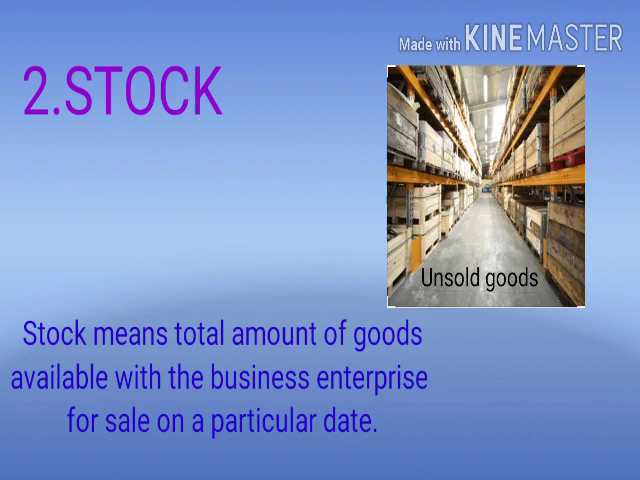 Made with KINEMASTER
2.STOCK
Unsold goods
Stock means total amount of goods
available with the business enterprise
for sale on a particular date.